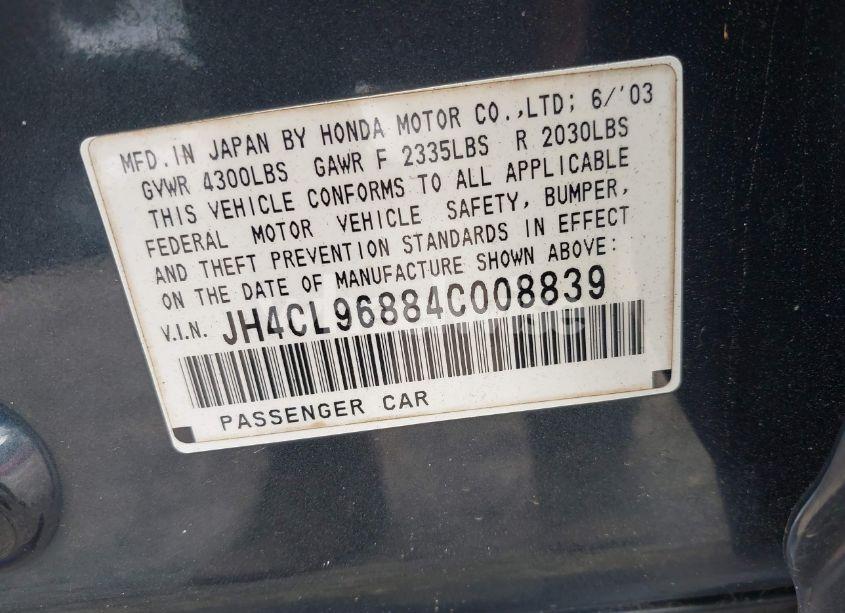 MFD.IN JAPAN BY HONDA MOTOR CO.,LTD; 6/'03
GVWR 4300LBS GAWR F 2335LBS R 2030LBS
THIS VEHICLE CONFORMS TO ALL APPLICABLE
FEDERAL MOTOR VEHICLE SAFETY, BUMPER,
AND THEFT PREVENTION STANDARDS IN EFFECT
ON THE DATE OF MANUFACTURE SHOWN ABOVE:
V.I.N. JH4CL96884C008839
PASSENGER CAR